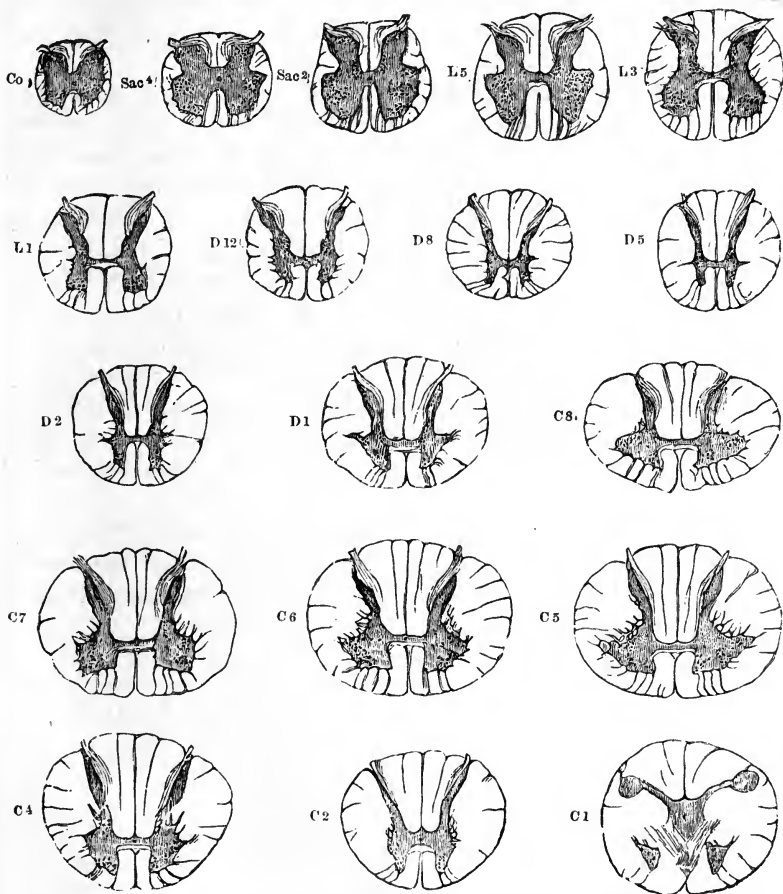 Co Sac⁴ Sac² L5 L3
L1 D12 D8 D5
D2 D1 C8
C7 C6 C5
C4 C2 C1